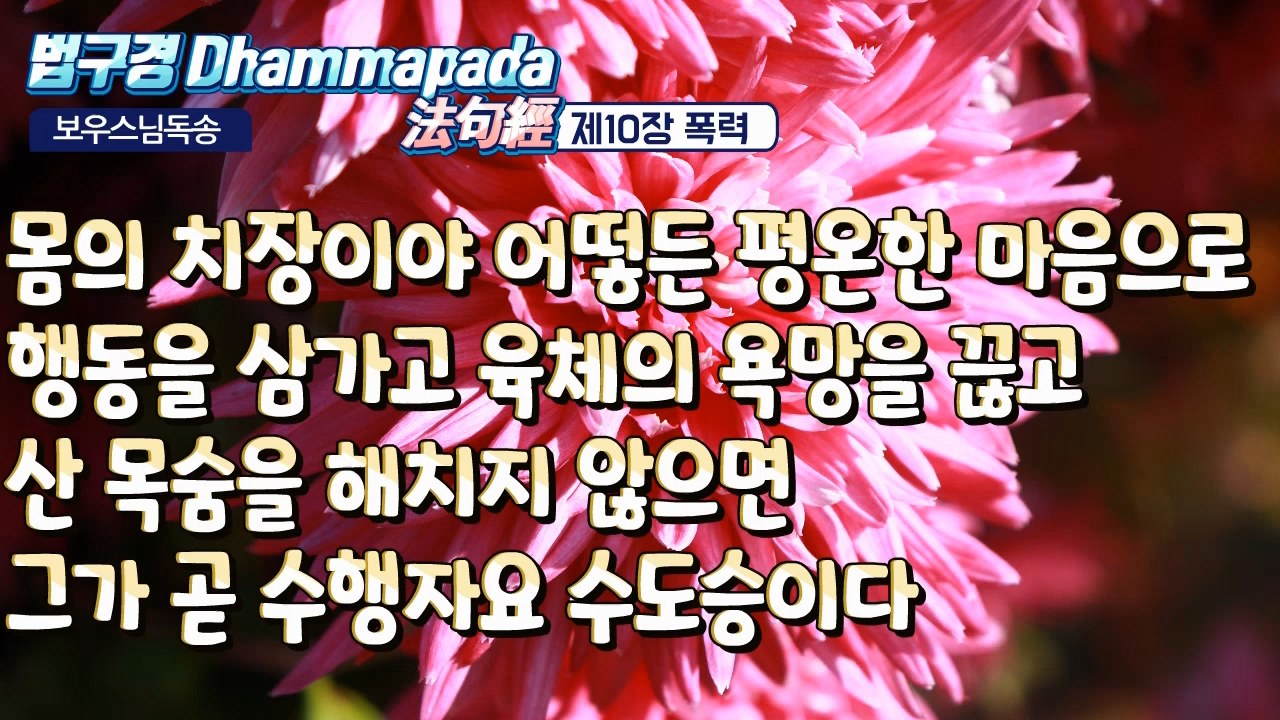 법구경 Dhammapada
보우스님독송
法句經 제10장 폭력
몸의 치장이야 어떻든 평온한 마음으로
행동을 삼가고 육체의 욕망을 끊고
산 목숨을 해치지 않으면
그가 곧 수행자요 수도승이다